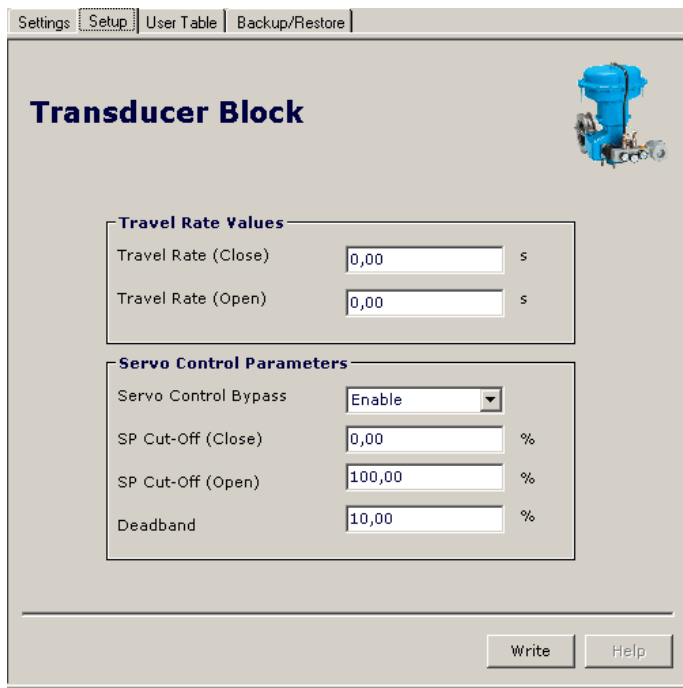 Settings Setup User Table Backup/Restore
Transducer Block
Travel Rate Values
Travel Rate (Close) 0,00 s
Travel Rate (Open) 0,00 s
Servo Control Parameters
Servo Control Bypass Enable
SP Cut-Off (Close) 0,00 %
SP Cut-Off (Open) 100,00 %
Deadband 10,00 %
Write Help